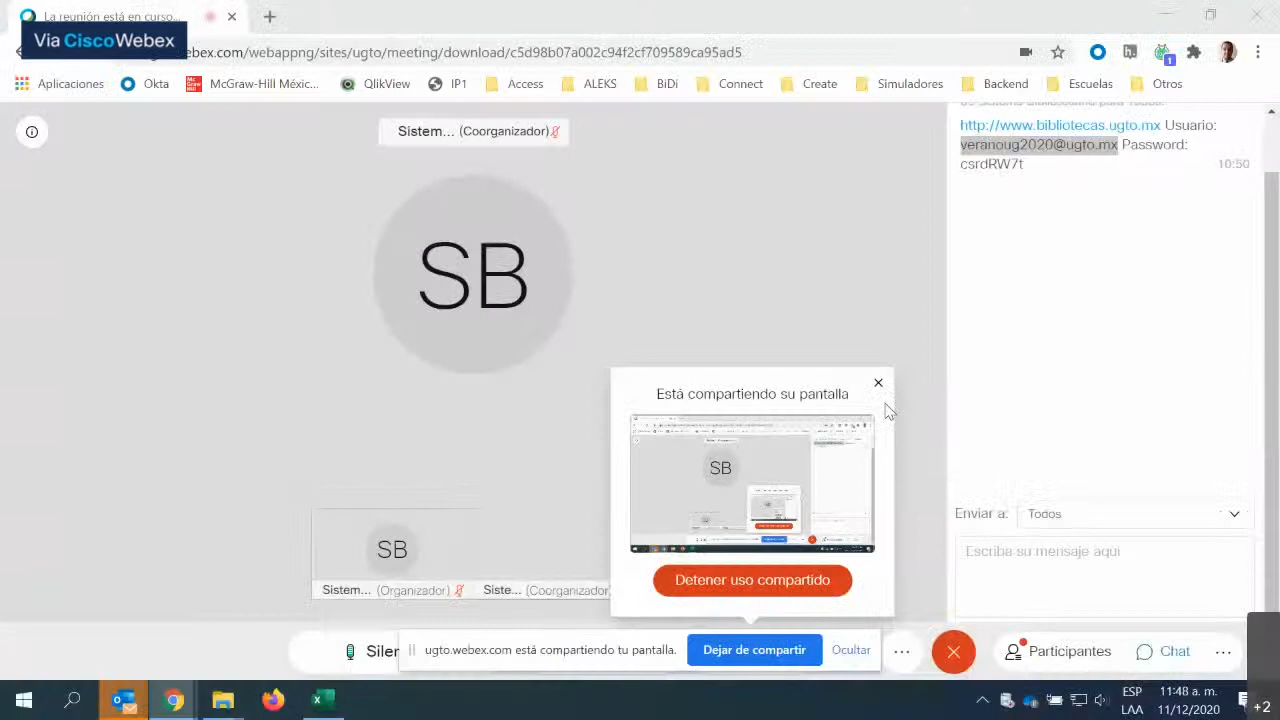 La reunión está en curso...
Vía CiscoWebex
webex.com/webappng/sites/ugto/meeting/download/c5d98b07a002c94f2cf709589ca95ad5
1
Aplicaciones
Okta
McGraw-Hill Méxic...
QlikView
IP
Access
ALEKS
BiDi
Connect
Create
Simuladores
Backend
Escuelas
Otros
Sistem... (Coorganizador)
http://www.bibliotecas.ugto.mx Usuario:
veranoug2020@ugto.mx Password:
csrdRW7t
10:50
SB
Está compartiendo su pantalla
SB
SB
Detener uso compartido
Sistem... (Organizador)
Siste... (Coorganizador
Enviar a:
Todos
Escriba su mensaje aquí
Silen
ugto.webex.com está compartiendo tu pantalla.
Dejar de compartir
Ocultar
Participantes
Chat
ESP
LAA
11:48 a. m.
11/12/2020
+2